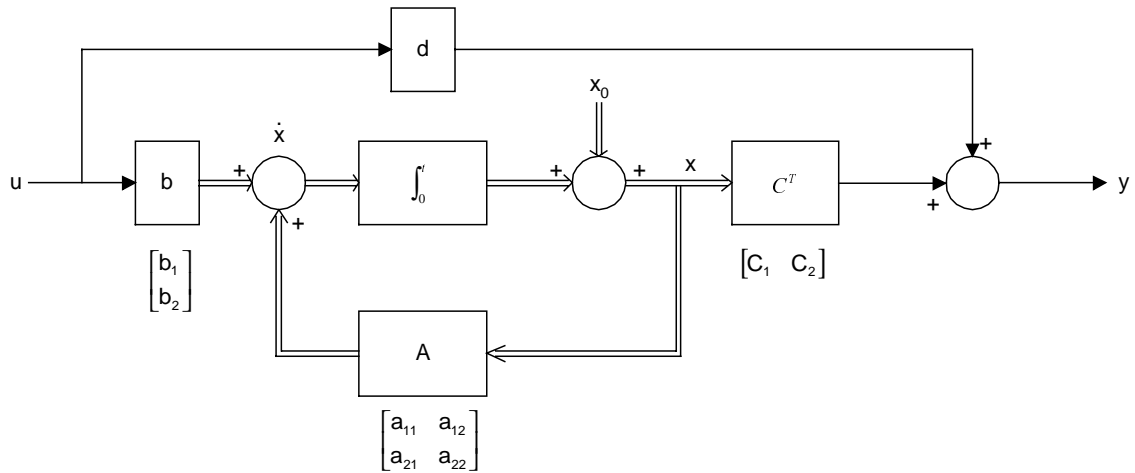 d
x₀
ẋ
+
u
b
+
∫₀ᵗ
+
+
x
Cᵀ
+
y
+
[b₁
b₂]
[C₁ C₂]
A
[a₁₁ a₁₂
a₂₁ a₂₂]